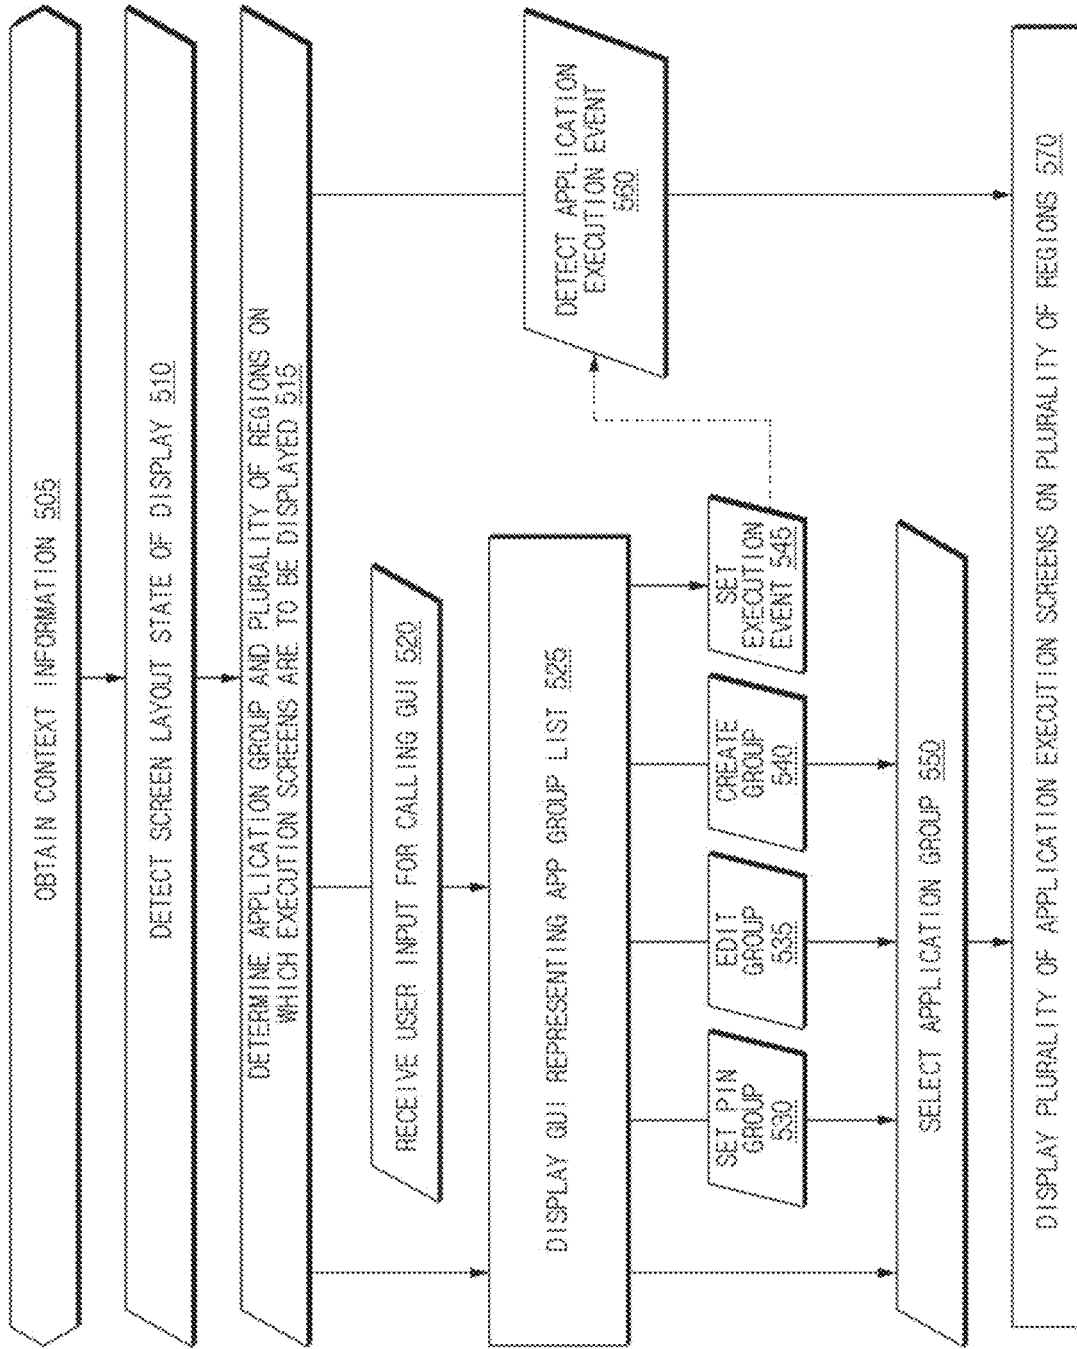 OBTAIN CONTEXT INFORMATION 505
DETECT SCREEN LAYOUT STATE OF DISPLAY 510
DETERMINE APPLICATION GROUP AND PLURALITY OF REGIONS ON
WHICH EXECUTION SCREENS ARE TO BE DISPLAYED 515
RECEIVE USER INPUT FOR CALLING GUI 520
DISPLAY GUI REPRESENTING APP GROUP LIST 525
SET PIN
GROUP
530
EDIT
GROUP
535
CREATE
GROUP
540
SET
EXECUTION
EVENT 545
SELECT APPLICATION GROUP 550
DETECT APPLICATION
EXECUTION EVENT
560
DISPLAY PLURALITY OF APPLICATION EXECUTION SCREENS ON PLURALITY OF REGIONS 570